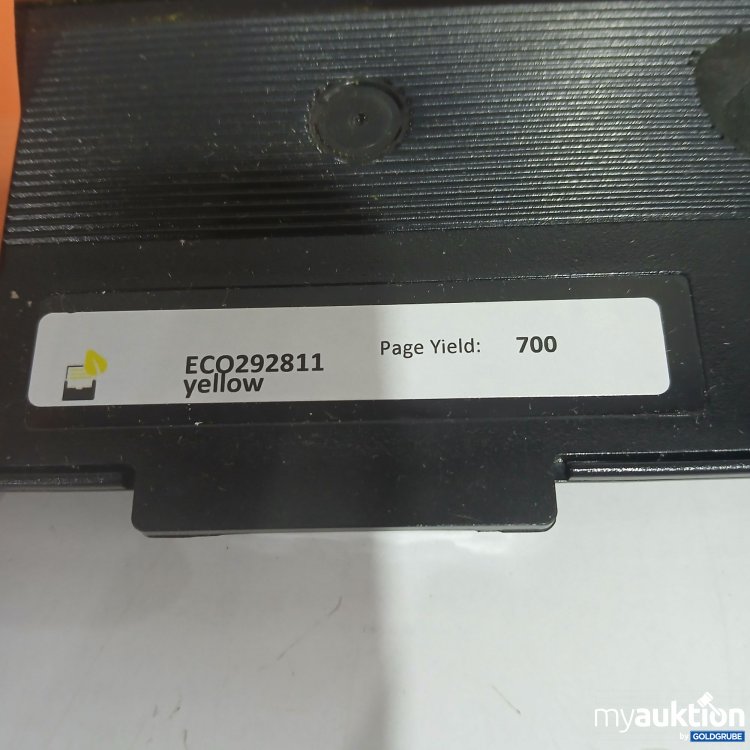 ECO292811
yellow
Page Yield: 700
myauktion
by GOLDGRUBE